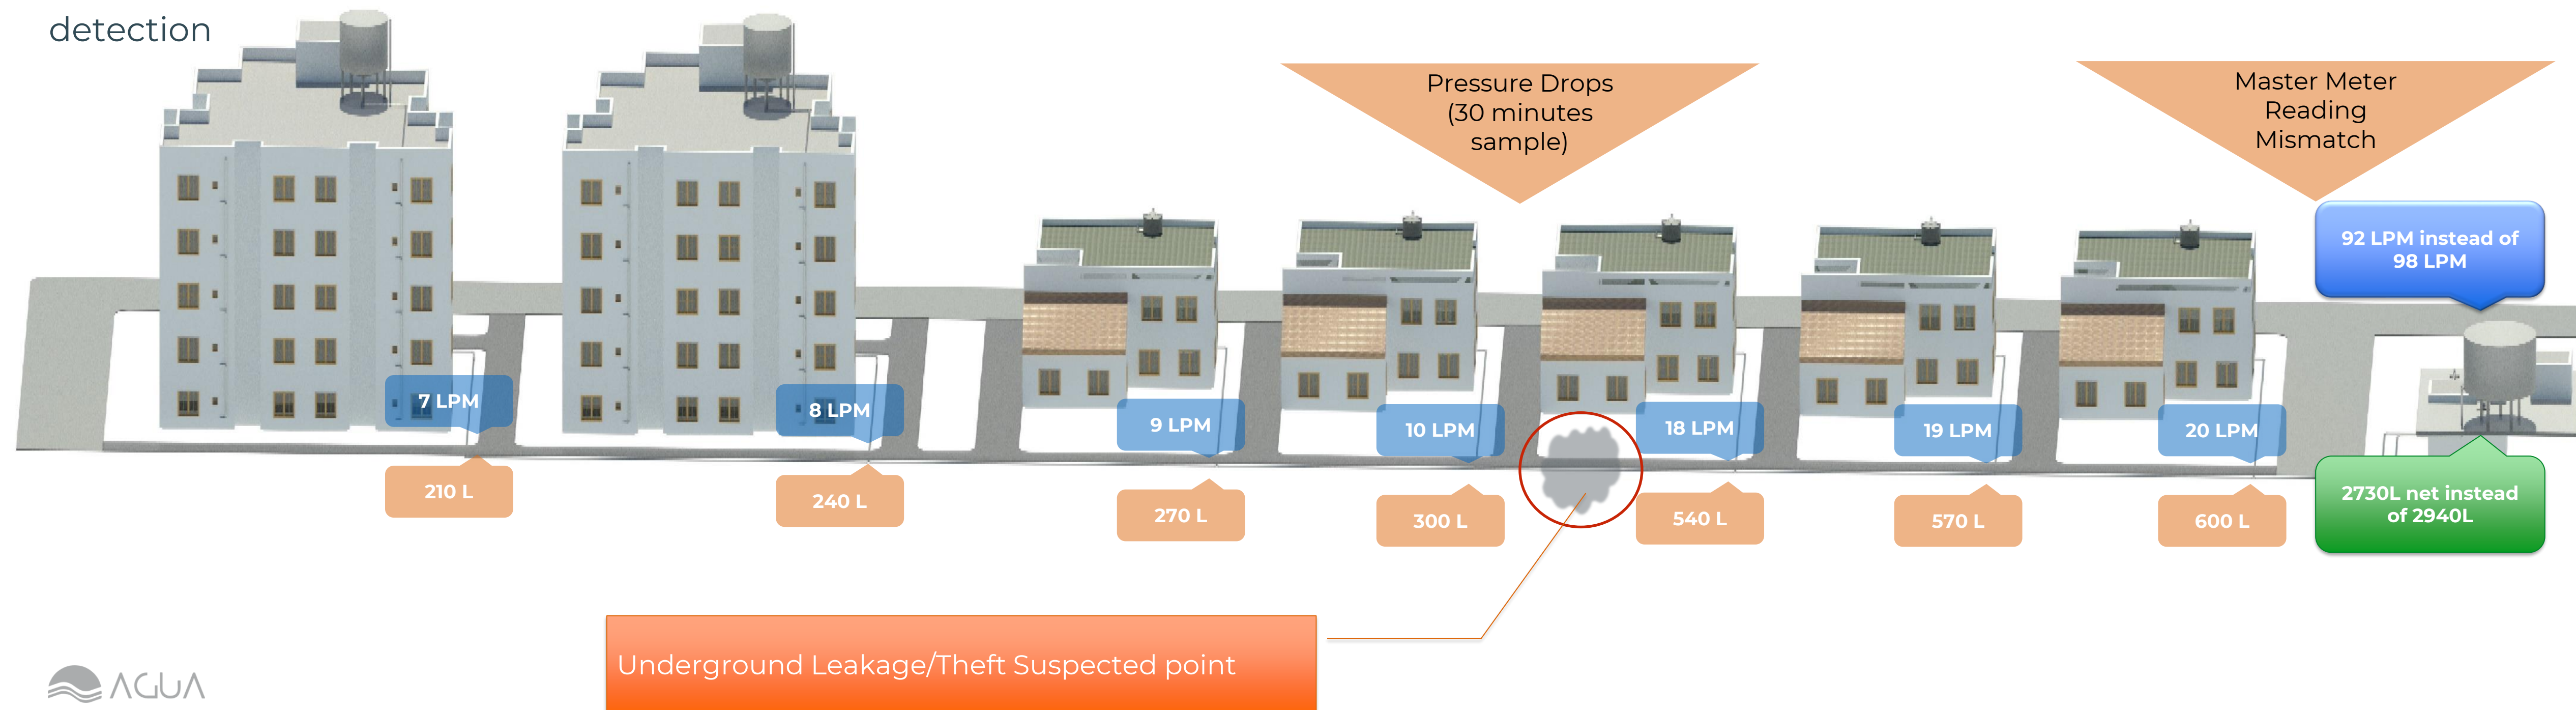 detection
Pressure Drops
(30 minutes
sample)
Master Meter
Reading
Mismatch
92 LPM instead of
98 LPM
7 LPM
8 LPM
9 LPM
10 LPM
18 LPM
19 LPM
20 LPM
210 L
240 L
270 L
300 L
540 L
570 L
600 L
2730L net instead
of 2940L
Underground Leakage/Theft Suspected point
AGUA